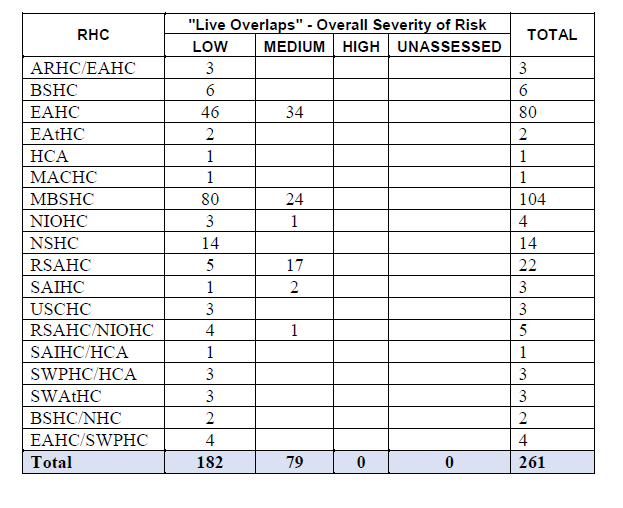 RHC "Live Overlaps" - Overall Severity of Risk TOTAL
LOW MEDIUM HIGH UNASSESSED
ARHC/EAHC 3 3
BSHC 6 6
EAHC 46 34 80
EAtHC 2 2
HCA 1 1
MACHC 1 1
MBSHC 80 24 104
NIOHC 3 1 4
NSHC 14 14
RSAHC 5 17 22
SAIHC 1 2 3
USCHC 3 3
RSAHC/NIOHC 4 1 5
SAIHC/HCA 1 1
SWPHC/HCA 3 3
SWAtHC 3 3
BSHC/NHC 2 2
EAHC/SWPHC 4 4
Total 182 79 0 0 261